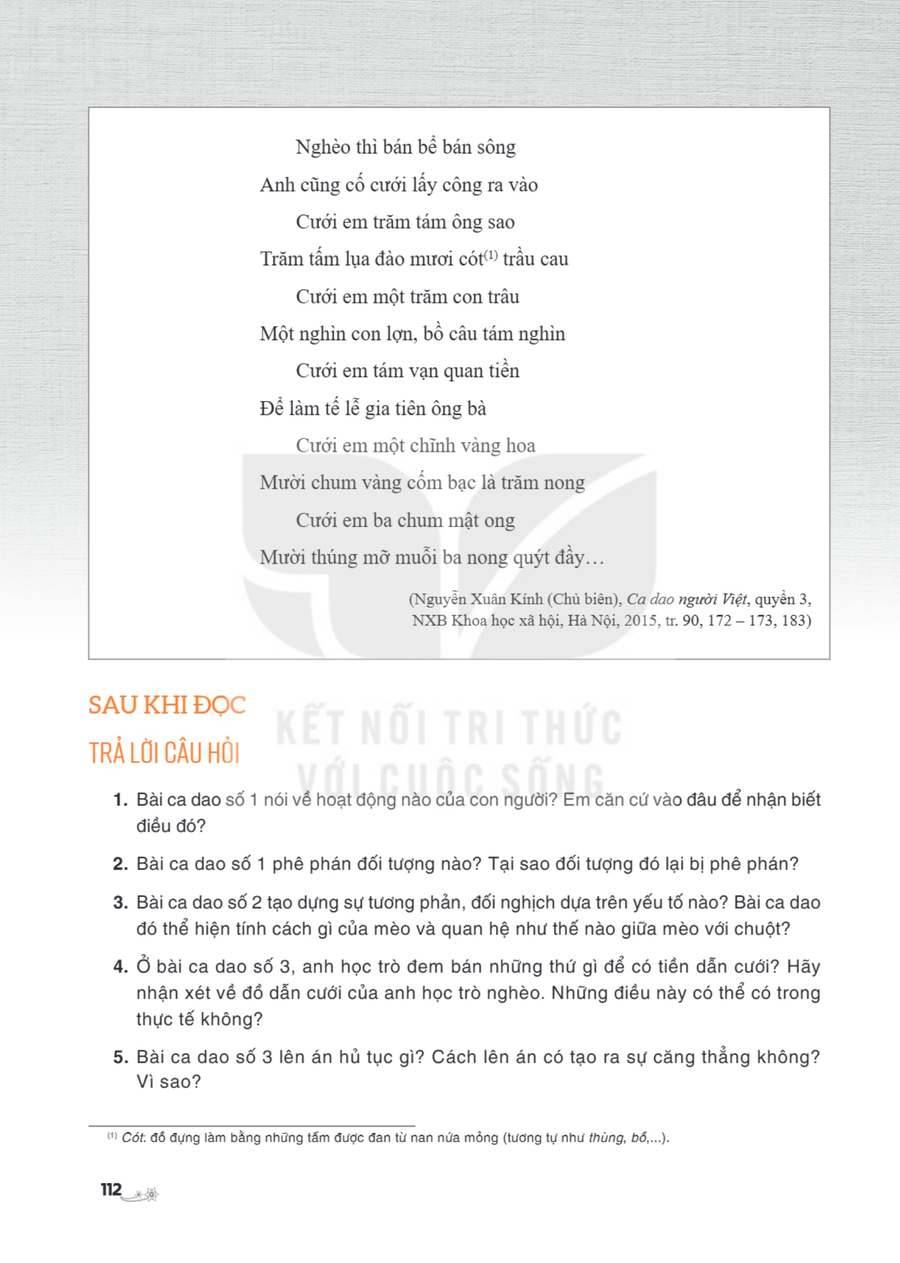 Nghèo thì bán bể bán sông
Anh cũng cố cưới lấy công ra vào
Cưới em trăm tám ông sao
Trăm tấm lụa đào mươi cót(1) trầu cau
Cưới em một trăm con trâu
Một nghìn con lợn, bồ câu tám nghìn
Cưới em tám vạn quan tiền
Để làm tế lễ gia tiên ông bà
Cưới em một chĩnh vàng hoa
Mười chum vàng cốm bạc là trăm nong
Cưới em ba chum mật ong
Mười thúng mỡ muỗi ba nong quýt đầy…
(Nguyễn Xuân Kính (Chủ biên), Ca dao người Việt, quyển 3,
NXB Khoa học xã hội, Hà Nội, 2015, tr. 90, 172 – 173, 183)
SAU KHI ĐỌC
KẾT NỐI TRI THỨC
VỚI CUỘC SỐNG
TRẢ LỜI CÂU HỎI
1. Bài ca dao số 1 nói về hoạt động nào của con người? Em căn cứ vào đâu để nhận biết
điều đó?
2. Bài ca dao số 1 phê phán đối tượng nào? Tại sao đối tượng đó lại bị phê phán?
3. Bài ca dao số 2 tạo dựng sự tương phản, đối nghịch dựa trên yếu tố nào? Bài ca dao
đó thể hiện tính cách gì của mèo và quan hệ như thế nào giữa mèo với chuột?
4. Ở bài ca dao số 3, anh học trò đem bán những thứ gì để có tiền dẫn cưới? Hãy
nhận xét về đồ dẫn cưới của anh học trò nghèo. Những điều này có thể có trong
thực tế không?
5. Bài ca dao số 3 lên án hủ tục gì? Cách lên án có tạo ra sự căng thẳng không?
Vì sao?
(1) Cót: đồ đựng làm bằng những tấm được đan từ nan nứa mỏng (tương tự như thùng, bồ,...).
112